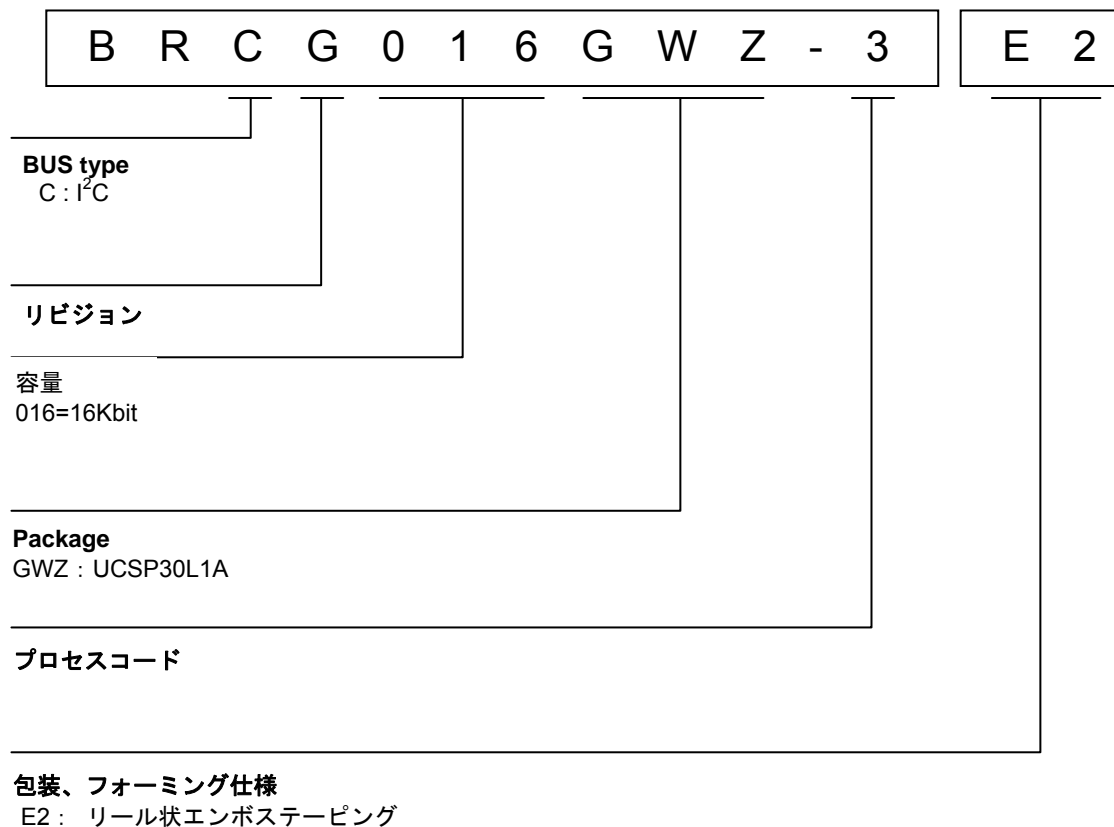 B R C G 0 1 6 G W Z - 3 E 2
BUS type
C : I²C
リビジョン
容量
016=16Kbit
Package
GWZ : UCSP30L1A
プロセスコード
包装、フォーミング仕様
E2 : リール状エンボステーピング